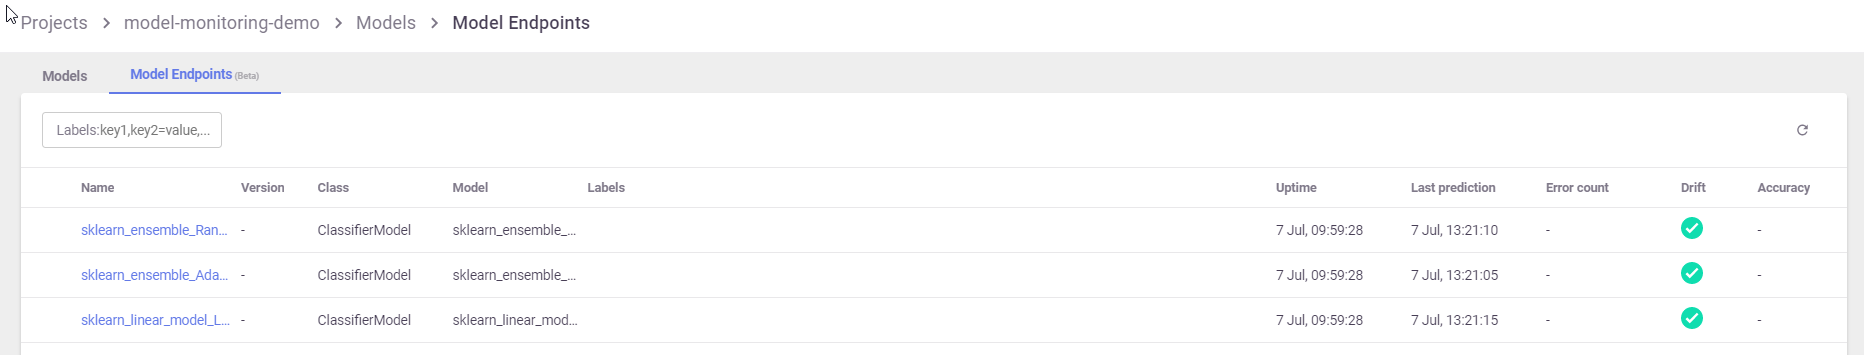 Projects > model-monitoring-demo > Models > Model Endpoints
Models Model Endpoints (Beta)
Labels:key1,key2=value,...
Name Version Class Model Labels Uptime Last prediction Error count Drift Accuracy
sklearn_ensemble_Ran... - ClassifierModel sklearn_ensemble_... 7 Jul, 09:59:28 7 Jul, 13:21:10 - -
sklearn_ensemble_Ada... - ClassifierModel sklearn_ensemble_... 7 Jul, 09:59:28 7 Jul, 13:21:05 - -
sklearn_linear_model_L... - ClassifierModel sklearn_linear_mod... 7 Jul, 09:59:28 7 Jul, 13:21:15 - -